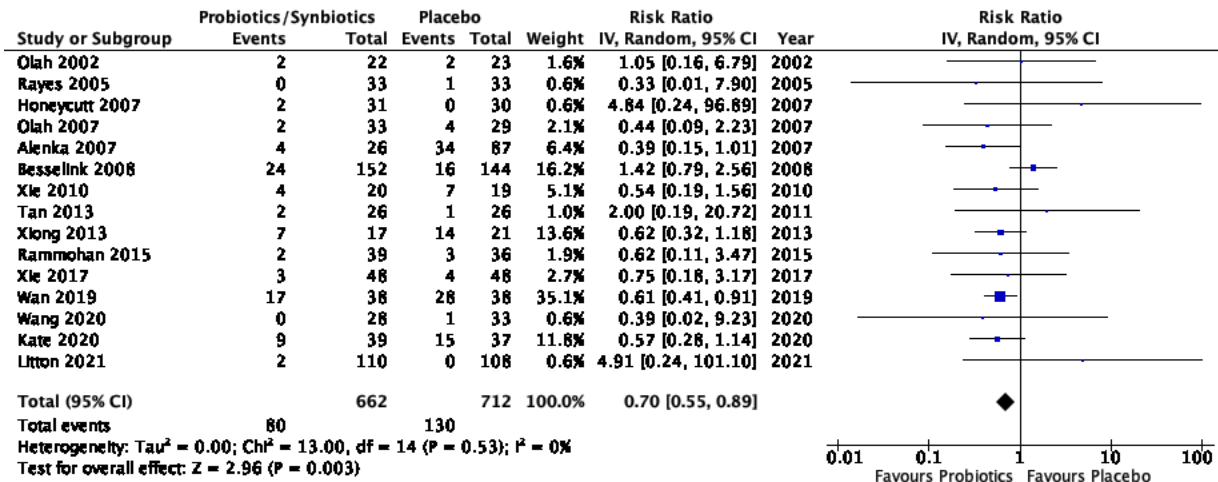 Probiotics/Synbiotics Placebo Risk Ratio Risk Ratio
Study or Subgroup Events Total Events Total Weight IV, Random, 95% CI Year IV, Random, 95% CI
Olah 2002 2 22 2 23 1.6% 1.05 [0.16, 6.79] 2002
Rayes 2005 0 33 1 33 0.6% 0.33 [0.01, 7.90] 2005
Honeycutt 2007 2 31 0 30 0.6% 4.84 [0.24, 96.89] 2007
Olah 2007 2 33 4 29 2.1% 0.44 [0.09, 2.23] 2007
Alenka 2007 4 26 34 87 6.4% 0.39 [0.15, 1.01] 2007
Besselink 2008 24 152 16 144 16.2% 1.42 [0.79, 2.56] 2008
Xie 2010 4 20 7 19 5.1% 0.54 [0.19, 1.56] 2010
Tan 2013 2 26 1 26 1.0% 2.00 [0.19, 20.72] 2011
Xiong 2013 7 17 14 21 13.6% 0.62 [0.32, 1.18] 2013
Rammohan 2015 2 39 3 36 1.9% 0.62 [0.11, 3.47] 2015
Xie 2017 3 48 4 48 2.7% 0.75 [0.18, 3.17] 2017
Wan 2019 17 38 28 38 35.1% 0.61 [0.41, 0.91] 2019
Wang 2020 0 28 1 33 0.6% 0.39 [0.02, 9.23] 2020
Kate 2020 9 39 15 37 11.8% 0.57 [0.28, 1.14] 2020
Litton 2021 2 110 0 108 0.6% 4.91 [0.24, 101.10] 2021
Total (95% CI) 662 712 100.0% 0.70 [0.55, 0.89]
Total events 80 130
Heterogeneity: Tau² = 0.00; Chi² = 13.00, df = 14 (P = 0.53); I² = 0%
Test for overall effect: Z = 2.96 (P = 0.003)
0.01 0.1 1 10 100
Favours Probiotics Favours Placebo